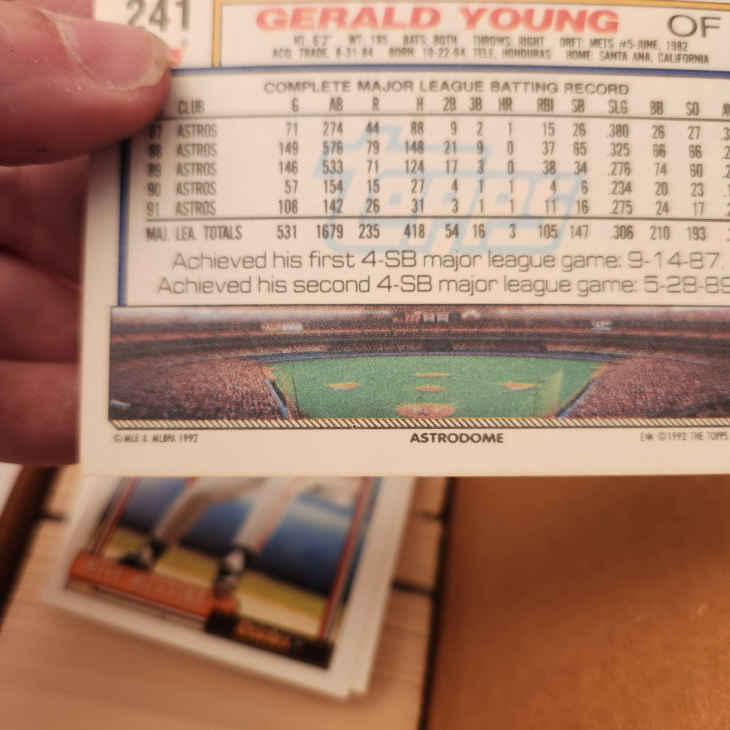 241 GERALD YOUNG OF
HT. 6'2" WT. 185 BATS: BOTH THROWS: RIGHT DRFT: METS #5-JUNE, 1982
ACQ: TRADE, 8-31-84 BORN: 10-22-64, TELE, HONDURAS HOME: SANTA ANA, CALIFORNIA
COMPLETE MAJOR LEAGUE BATTING RECORD
CLUB G AB R H 2B 3B HR RBI SB SLG BB SO
87 ASTROS 71 274 44 88 9 2 1 15 26 .380 26 27 .3
88 ASTROS 149 576 79 148 21 9 0 37 65 .325 66 66 .2
89 ASTROS 146 533 71 124 17 3 0 38 34 .276 74 60 .2
90 ASTROS 57 154 15 27 4 1 1 4 6 .234 20 23 .1
91 ASTROS 108 142 26 31 3 1 1 11 16 .275 24 17 .2
MAJ. LEA. TOTALS 531 1679 235 418 54 16 3 105 147 .306 210 193
Topps
Achieved his first 4-SB major league game: 9-14-87.
Achieved his second 4-SB major league game: 5-28-89
© MLB & MLBPA 1992 ASTRODOME E* © 1992 THE TOPPS